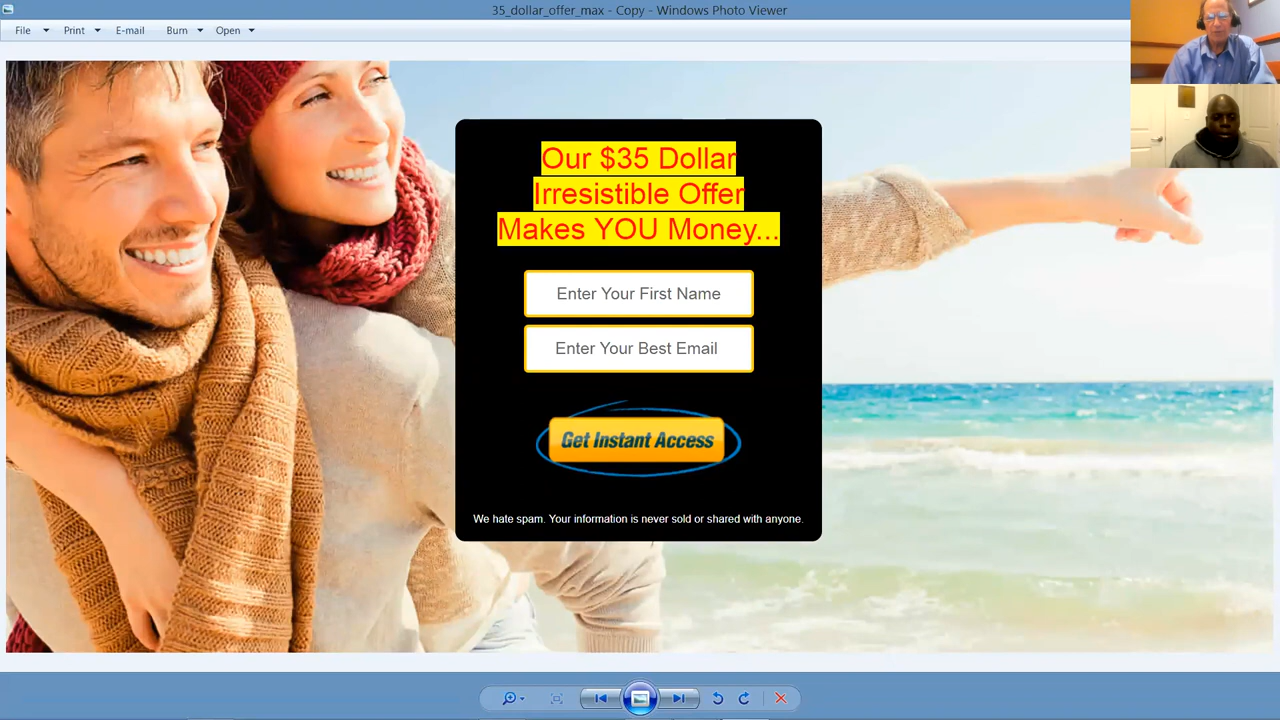 35_dollar_offer_max - Copy - Windows Photo Viewer
File Print E-mail Burn Open
Our $35 Dollar
Irresistible Offer
Makes YOU Money...
Enter Your First Name
Enter Your Best Email
Get Instant Access
We hate spam. Your information is never sold or shared with anyone.